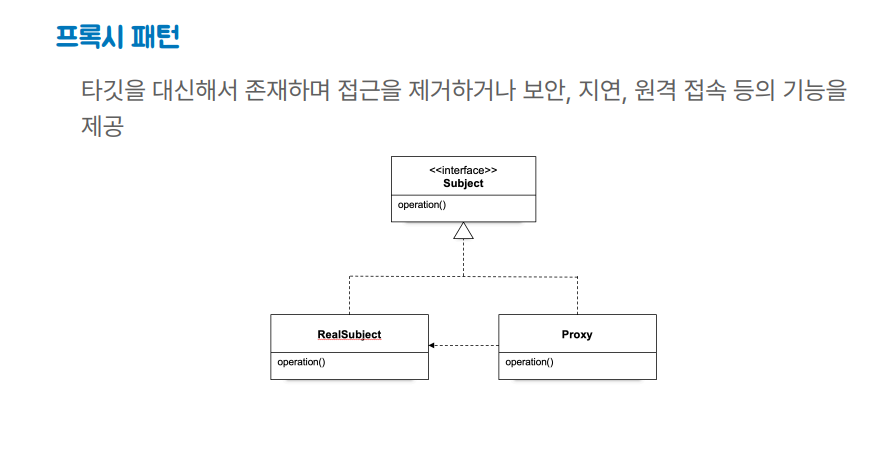 프록시 패턴
타깃을 대신해서 존재하며 접근을 제거하거나 보안, 지연, 원격 접속 등의 기능을
제공
<<interface>>
Subject
operation()
RealSubject
Proxy
operation()
operation()